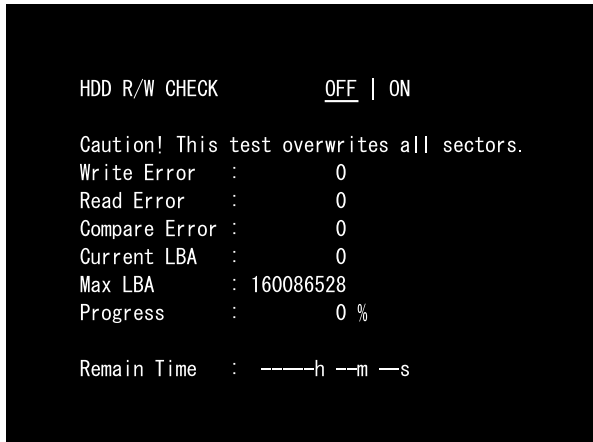 HDD R/W CHECK OFF | ON
Caution! This test overwrites all sectors.
Write Error : 0
Read Error : 0
Compare Error : 0
Current LBA : 0
Max LBA : 160086528
Progress : 0 %
Remain Time : -----h --m --s